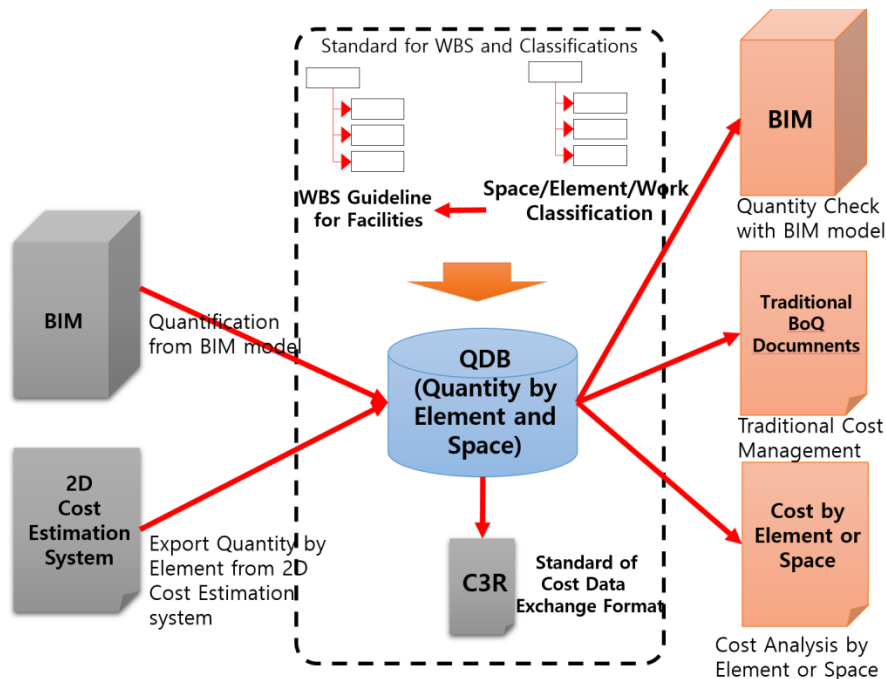 Standard for WBS and Classifications
WBS Guideline
for Facilities
Space/Element/Work
Classification
BIM
Quantification
from BIM model
2D
Cost
Estimation
System
Export Quantity by
Element from 2D
Cost Estimation
system
QDB
(Quantity by
Element and
Space)
C3R
Standard of
Cost Data
Exchange Format
BIM
Quantity Check
with BIM model
Traditional
BoQ
Documnents
Traditional Cost
Management
Cost by
Element or
Space
Cost Analysis by
Element or Space